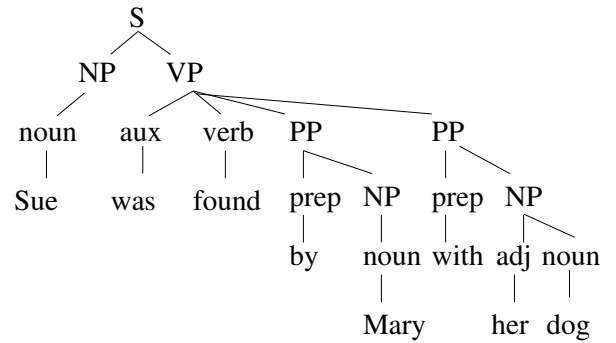 S
NP VP
noun aux verb PP PP
Sue was found prep NP prep NP
by noun with adj noun
Mary her dog